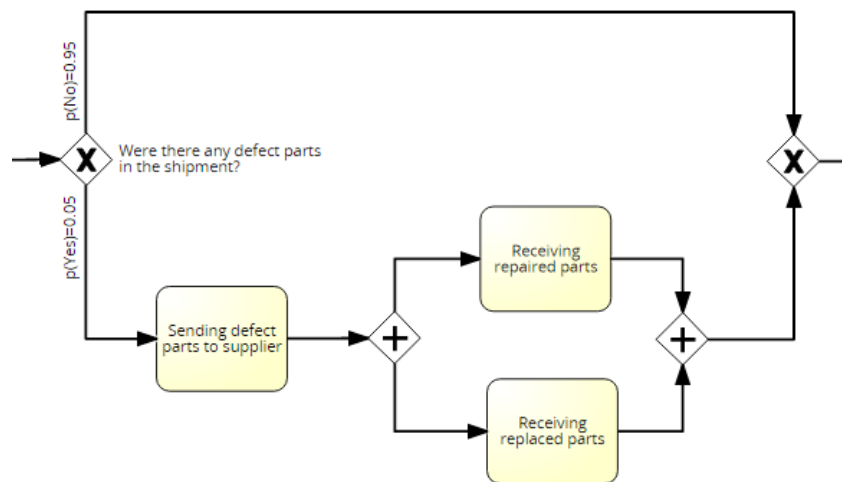 p(No)=0.95
Were there any defect parts
in the shipment?
p(Yes)=0.05
Receiving
repaired parts
Sending defect
parts to supplier
Receiving
replaced parts